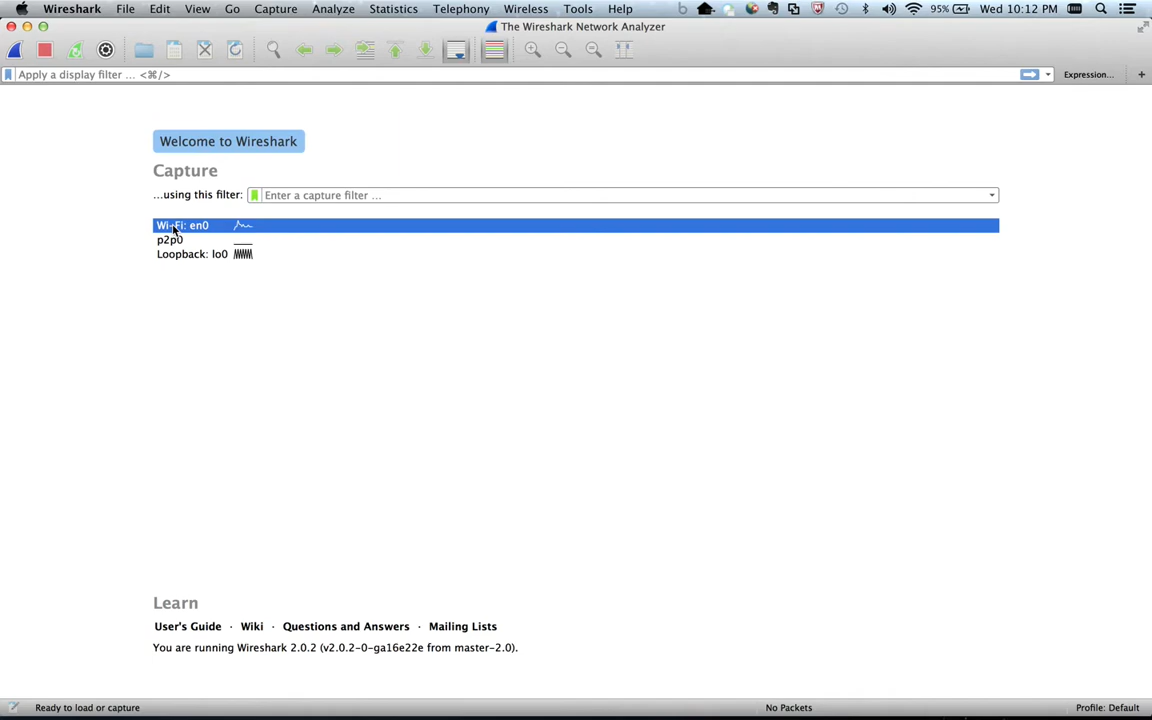 Wireshark File Edit View Go Capture Analyze Statistics Telephony Wireless Tools Help 95% Wed 10:12 PM
The Wireshark Network Analyzer
Apply a display filter ... <⌘/> Expression... +
Welcome to Wireshark
Capture
...using this filter: Enter a capture filter ...
Wi-Fi: en0
p2p0
Loopback: lo0
Learn
User's Guide · Wiki · Questions and Answers · Mailing Lists
You are running Wireshark 2.0.2 (v2.0.2-0-ga16e22e from master-2.0).
Ready to load or capture No Packets Profile: Default